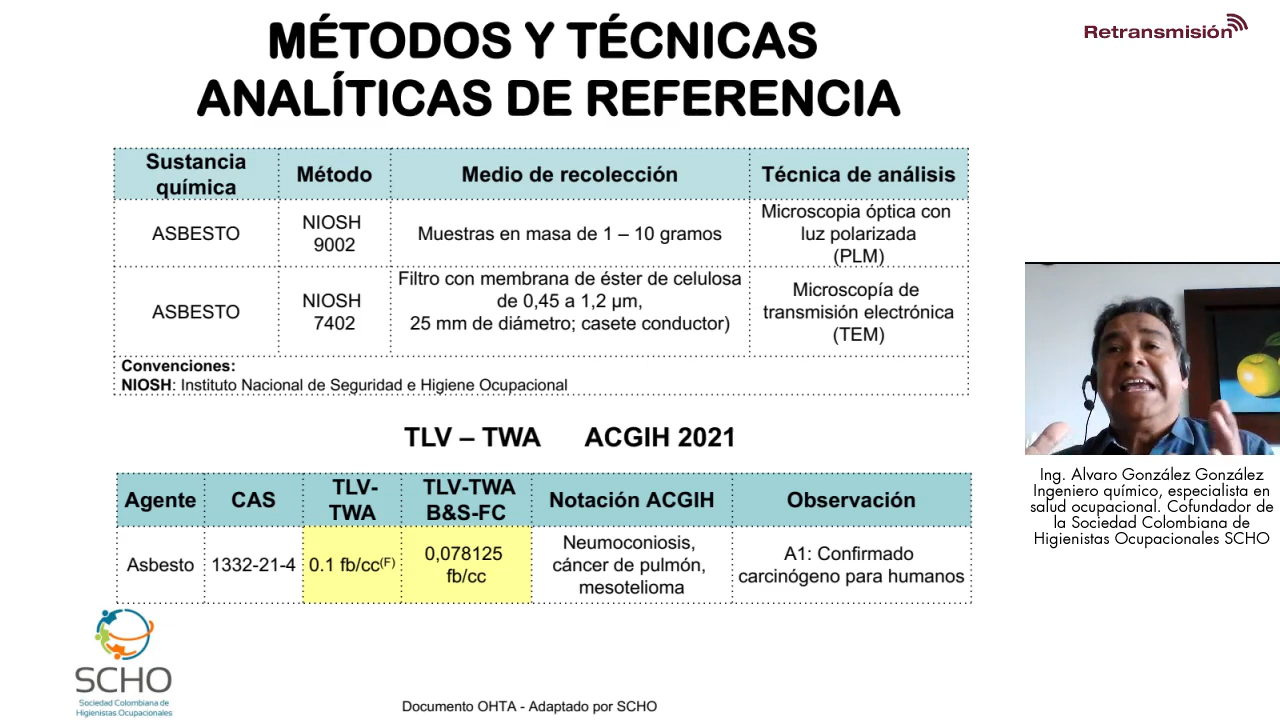 MÉTODOS Y TÉCNICAS
ANALÍTICAS DE REFERENCIA
Retransmisión
Sustancia
química
Método
Medio de recolección
Técnica de análisis
ASBESTO
NIOSH
9002
Muestras en masa de 1 – 10 gramos
Microscopia óptica con
luz polarizada
(PLM)
ASBESTO
NIOSH
7402
Filtro con membrana de éster de celulosa
de 0,45 a 1,2 μm,
25 mm de diámetro; casete conductor)
Microscopía de
transmisión electrónica
(TEM)
Convenciones:
NIOSH: Instituto Nacional de Seguridad e Higiene Ocupacional
TLV – TWA ACGIH 2021
Agente
CAS
TLV-
TWA
TLV-TWA
B&S-FC
Notación ACGIH
Observación
Asbesto
1332-21-4
0.1 fb/cc(F)
0,078125
fb/cc
Neumoconiosis,
cáncer de pulmón,
mesotelioma
A1: Confirmado
carcinógeno para humanos
Ing. Alvaro González González
Ingeniero químico, especialista en
salud ocupacional. Cofundador de
la Sociedad Colombiana de
Higienistas Ocupacionales SCHO
SCHO
Sociedad Colombiana de
Higienistas Ocupacionales
Documento OHTA - Adaptado por SCHO